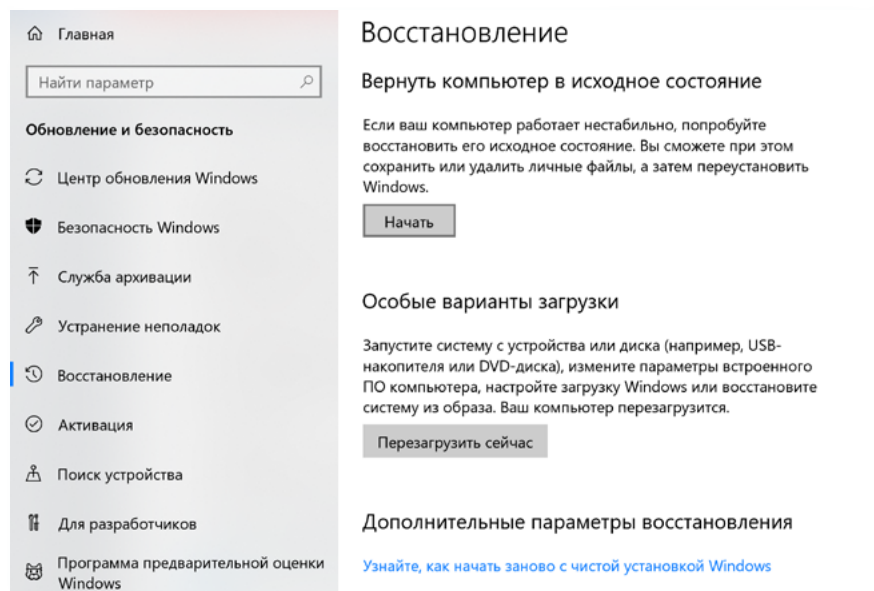 Главная
Найти параметр
Обновление и безопасность
Центр обновления Windows
Безопасность Windows
Служба архивации
Устранение неполадок
Восстановление
Активация
Поиск устройства
Для разработчиков
Программа предварительной оценки
Windows
Восстановление
Вернуть компьютер в исходное состояние
Если ваш компьютер работает нестабильно, попробуйте
восстановить его исходное состояние. Вы сможете при этом
сохранить или удалить личные файлы, а затем переустановить
Windows.
Начать
Особые варианты загрузки
Запустите систему с устройства или диска (например, USB-
накопителя или DVD-диска), измените параметры встроенного
ПО компьютера, настройте загрузку Windows или восстановите
систему из образа. Ваш компьютер перезагрузится.
Перезагрузить сейчас
Дополнительные параметры восстановления
Узнайте, как начать заново с чистой установкой Windows